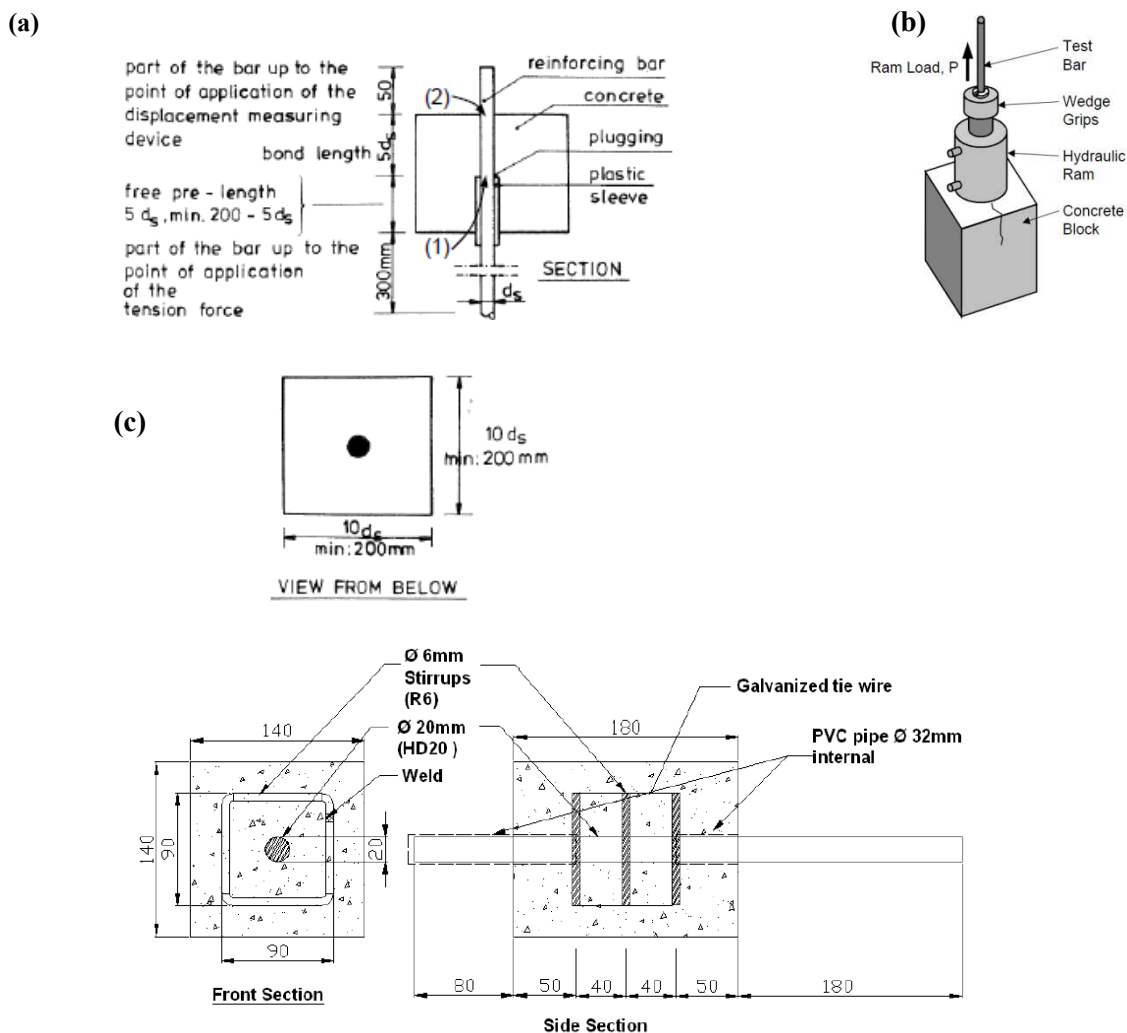 (a)
part of the bar up to the
point of application of the
displacement measuring
device
bond length
free pre - length
5 ds , min. 200 - 5ds
part of the bar up to the
point of application
of the
tension force
50
5ds
300mm
(2)
(1)
reinforcing bar
concrete
plugging
plastic
sleeve
SECTION
ds
(b)
Ram Load, P
Test
Bar
Wedge
Grips
Hydraulic
Ram
Concrete
Block
(c)
10 ds
min: 200 mm
10ds
min: 200mm
VIEW FROM BELOW
Ø 6mm
Stirrups
(R6)
Ø 20mm
(HD20 )
Weld
140
140
90
20
90
Front Section
Galvanized tie wire
PVC pipe Ø 32mm
internal
180
80
50
40
40
50
180
Side Section